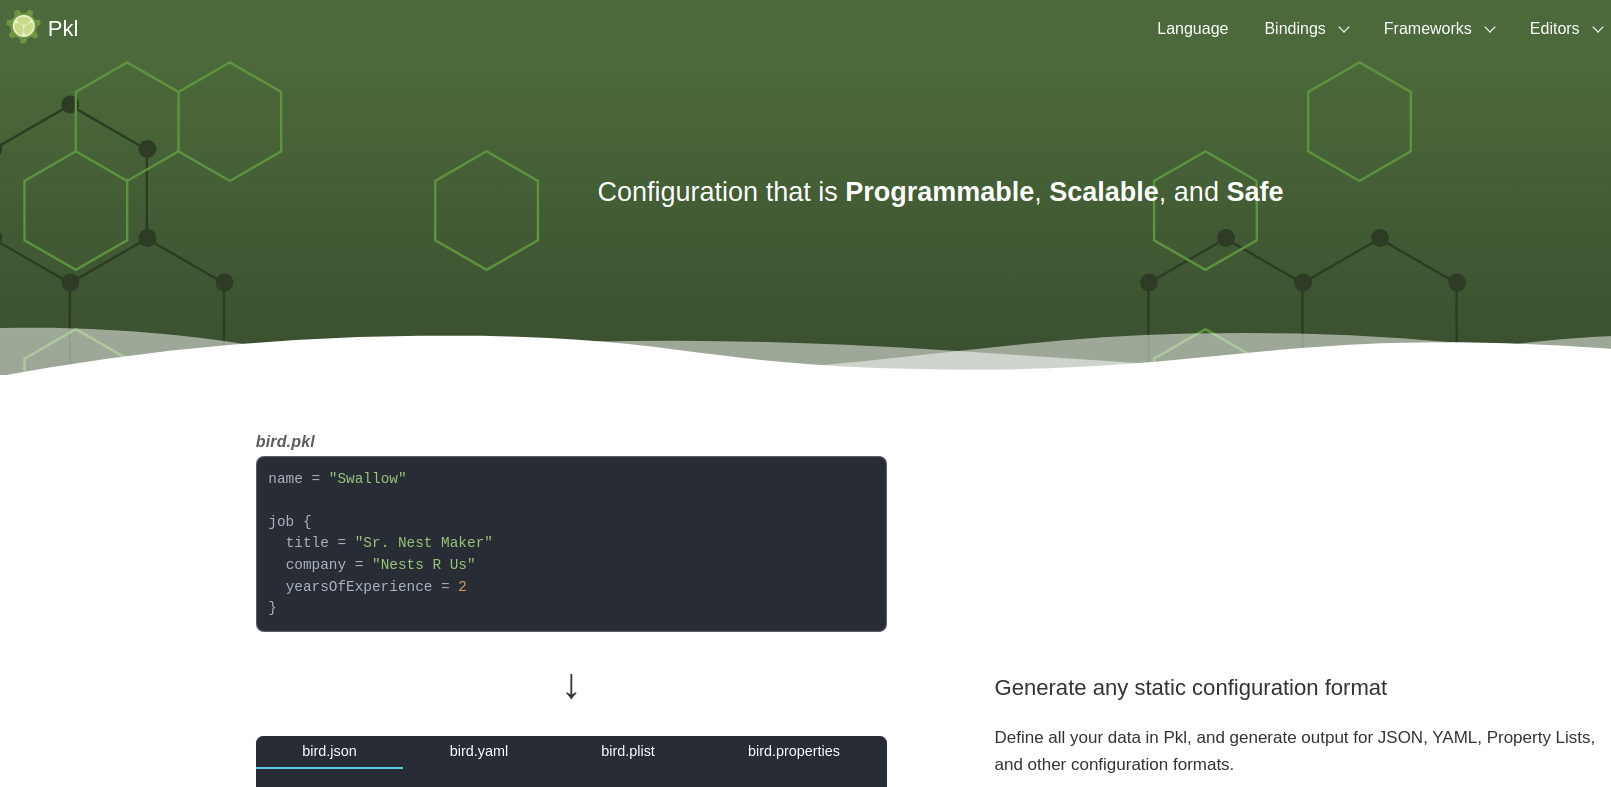 Pkl
Language Bindings Frameworks Editors
Configuration that is Programmable, Scalable, and Safe
bird.pkl
name = "Swallow"
job {
  title = "Sr. Nest Maker"
  company = "Nests R Us"
  yearsOfExperience = 2
}
↓
bird.json bird.yaml bird.plist bird.properties
Generate any static configuration format
Define all your data in Pkl, and generate output for JSON, YAML, Property Lists,
and other configuration formats.